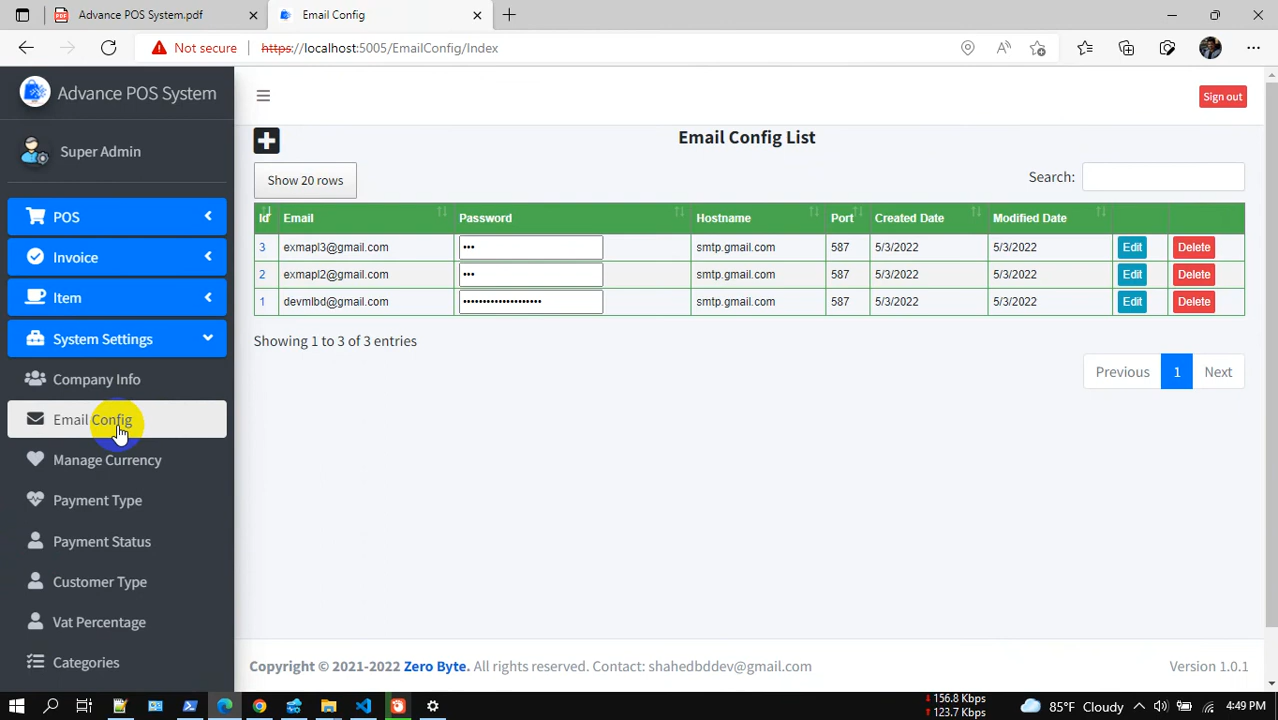 Advance POS System.pdf
Email Config
Not secure
https://localhost:5005/EmailConfig/Index
Advance POS System
Sign out
Super Admin
Email Config List
Show 20 rows
Search:
POS
Invoice
Item
System Settings
Company Info
Email Config
Manage Currency
Payment Type
Payment Status
Customer Type
Vat Percentage
Categories
Id Email Password Hostname Port Created Date Modified Date
3 exmapl3@gmail.com ••• smtp.gmail.com 587 5/3/2022 5/3/2022 Edit Delete
2 exmapl2@gmail.com ••• smtp.gmail.com 587 5/3/2022 5/3/2022 Edit Delete
1 devmlbd@gmail.com •••••••••••••••••••• smtp.gmail.com 587 5/3/2022 5/3/2022 Edit Delete
Showing 1 to 3 of 3 entries
Previous 1 Next
Copyright © 2021-2022 Zero Byte. All rights reserved. Contact: shahedbddev@gmail.com
Version 1.0.1
156.8 Kbps
123.7 Kbps
85°F Cloudy
4:49 PM